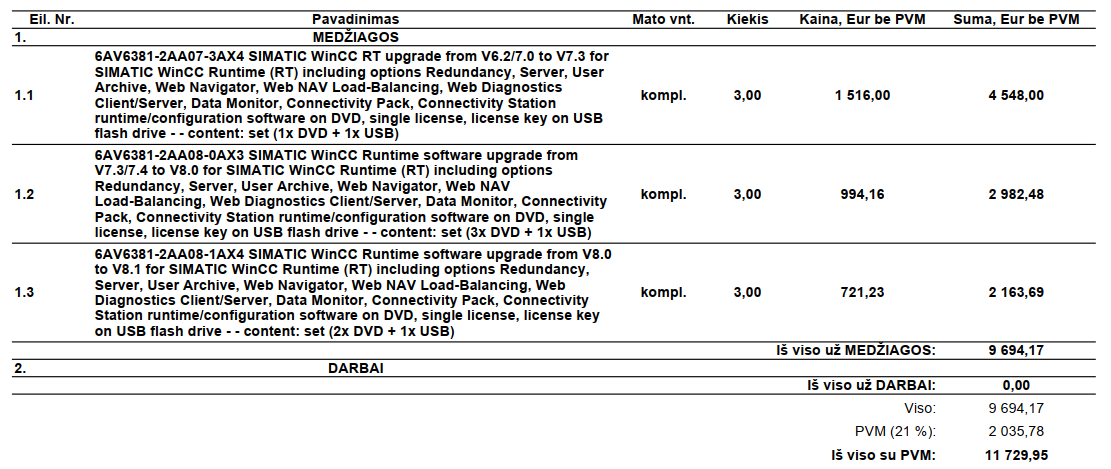 Eil. Nr. Pavadinimas Mato vnt. Kiekis Kaina, Eur be PVM Suma, Eur be PVM
1. MEDŽIAGOS
6AV6381-2AA07-3AX4 SIMATIC WinCC RT upgrade from V6.2/7.0 to V7.3 for
SIMATIC WinCC Runtime (RT) including options Redundancy, Server, User
Archive, Web Navigator, Web NAV Load-Balancing, Web Diagnostics
1.1 Client/Server, Data Monitor, Connectivity Pack, Connectivity Station kompl. 3,00 1 516,00 4 548,00
runtime/configuration software on DVD, single license, license key on USB
flash drive - - content: set (1x DVD + 1x USB)
6AV6381-2AA08-0AX3 SIMATIC WinCC Runtime software upgrade from
V7.3/7.4 to V8.0 for SIMATIC WinCC Runtime (RT) including options
Redundancy, Server, User Archive, Web Navigator, Web NAV
1.2 Load-Balancing, Web Diagnostics Client/Server, Data Monitor, Connectivity kompl. 3,00 994,16 2 982,48
Pack, Connectivity Station runtime/configuration software on DVD, single
license, license key on USB flash drive - - content: set (3x DVD + 1x USB)
6AV6381-2AA08-1AX4 SIMATIC WinCC Runtime software upgrade from V8.0
to V8.1 for SIMATIC WinCC Runtime (RT) including options Redundancy,
Server, User Archive, Web Navigator, Web NAV Load-Balancing, Web
1.3 Diagnostics Client/Server, Data Monitor, Connectivity Pack, Connectivity kompl. 3,00 721,23 2 163,69
Station runtime/configuration software on DVD, single license, license key
on USB flash drive - - content: set (2x DVD + 1x USB)
Iš viso už MEDŽIAGOS: 9 694,17
2. DARBAI
Iš viso už DARBAI: 0,00
Viso: 9 694,17
PVM (21 %): 2 035,78
Iš viso su PVM: 11 729,95